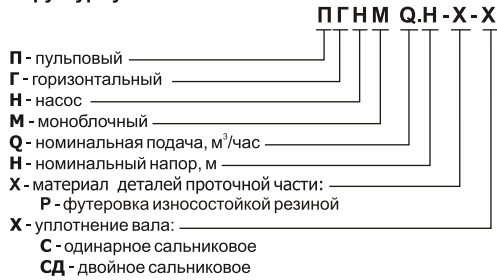 ПГНМ Q.Н-Х-Х
П - пульповый
Г - горизонтальный
Н - насос
М - моноблочный
Q - номинальная подача, м³/час
Н - номинальный напор, м
Х - материал деталей проточной части:
Р - футеровка износостойкой резиной
Х - уплотнение вала:
С - одинарное сальниковое
СД - двойное сальниковое